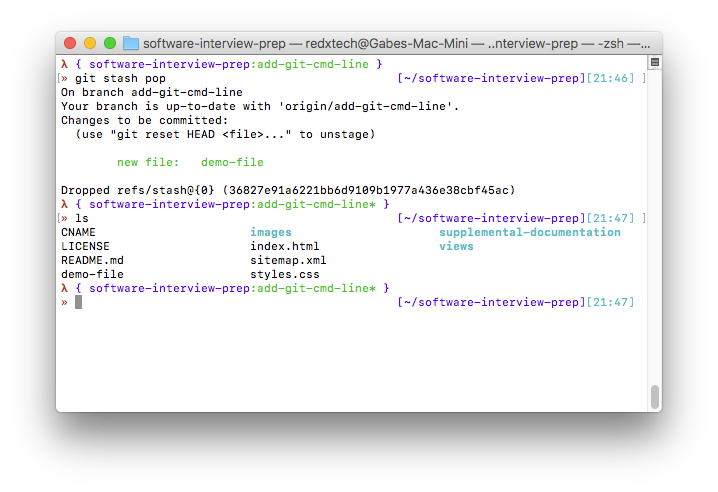 software-interview-prep — redxtech@Gabes-Mac-Mini — ..nterview-prep — -zsh —...
λ { software-interview-prep:add-git-cmd-line }
[» git stash pop [~/software-interview-prep][21:46] ]
On branch add-git-cmd-line
Your branch is up-to-date with 'origin/add-git-cmd-line'.
Changes to be committed:
(use "git reset HEAD <file>..." to unstage)
new file: demo-file
Dropped refs/stash@{0} (36827e91a6221bb6d9109b1977a436e38cbf45ac)
λ { software-interview-prep:add-git-cmd-line* }
[» ls [~/software-interview-prep][21:47] ]
CNAME images supplemental-documentation
LICENSE index.html views
README.md sitemap.xml
demo-file styles.css
λ { software-interview-prep:add-git-cmd-line* }
» [~/software-interview-prep][21:47]